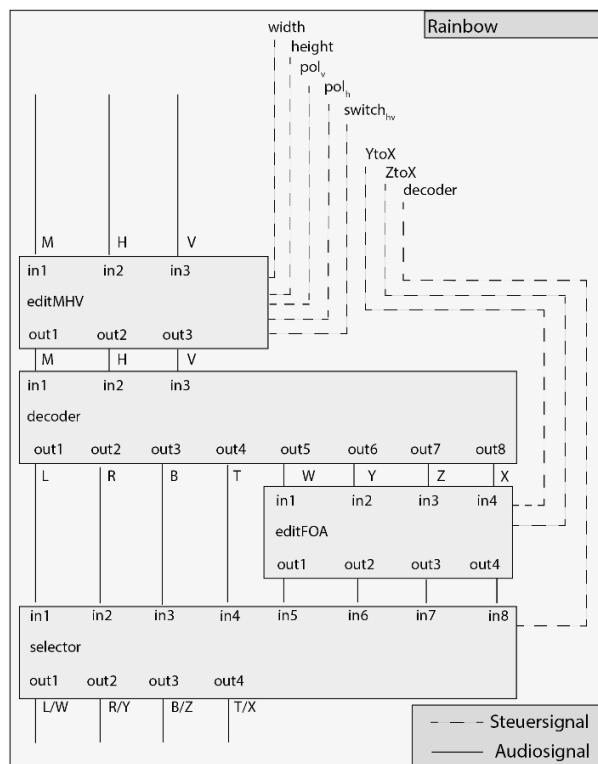 Rainbow
width
height
pol_v
pol_h
switch_hv
YtoX
ZtoX
decoder
M H V
in1 in2 in3
editMHV
out1 out2 out3
M H V
in1 in2 in3
decoder
out1 out2 out3 out4 out5 out6 out7 out8
L R B T W Y Z X
in1 in2 in3 in4
editFOA
out1 out2 out3 out4
in1 in2 in3 in4 in5 in6 in7 in8
selector
out1 out2 out3 out4
L/W R/Y B/Z T/X
Steuersignal
Audiosignal